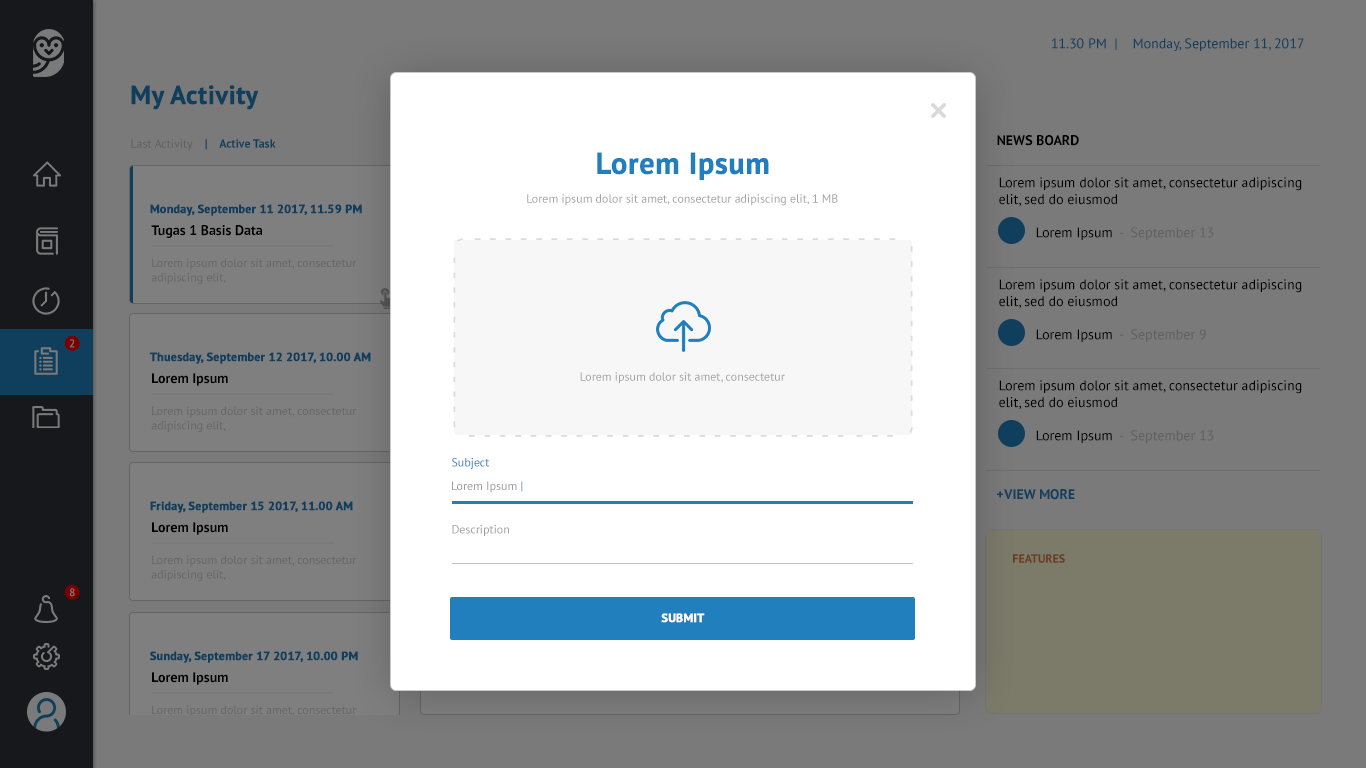 11.30 PM | Monday, September 11, 2017
My Activity
Last Activity | Active Task
Monday, September 11 2017, 11.59 PM
Tugas 1 Basis Data
Lorem ipsum dolor sit amet, consectetur
adipiscing elit,
Thuesday, September 12 2017, 10.00 AM
Lorem Ipsum
Lorem ipsum dolor sit amet, consectetur
adipiscing elit,
Friday, September 15 2017, 11.00 AM
Lorem Ipsum
Lorem ipsum dolor sit amet, consectetur
adipiscing elit,
Sunday, September 17 2017, 10.00 PM
Lorem Ipsum
Lorem ipsum dolor sit amet, consectetur
2
8
Lorem Ipsum
Lorem ipsum dolor sit amet, consectetur adipiscing elit, 1 MB
Lorem ipsum dolor sit amet, consectetur
Subject
Lorem Ipsum |
Description
SUBMIT
NEWS BOARD
Lorem ipsum dolor sit amet, consectetur adipiscing
elit, sed do eiusmod
Lorem Ipsum - September 13
Lorem ipsum dolor sit amet, consectetur adipiscing
elit, sed do eiusmod
Lorem Ipsum - September 9
Lorem ipsum dolor sit amet, consectetur adipiscing
elit, sed do eiusmod
Lorem Ipsum - September 13
+VIEW MORE
FEATURES